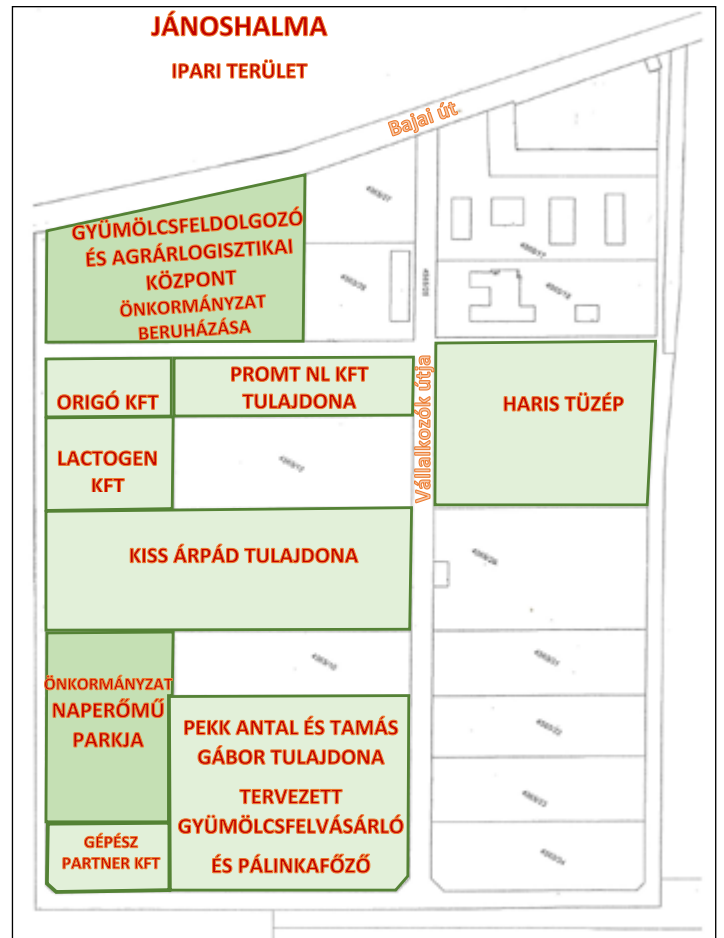 JÁNOSHALMA
IPARI TERÜLET
Bajai út
GYÜMÖLCSFELDOLGOZÓ
ÉS AGRÁRLOGISZTIKAI
KÖZPONT
ÖNKORMÁNYZAT
BERUHÁZÁSA
ORIGÓ KFT
PROMT NL KFT
TULAJDONA
Vállalkozók útja
HARIS TÜZÉP
LACTOGEN
KFT
KISS ÁRPÁD TULAJDONA
ÖNKORMÁNYZAT
NAPERŐMŰ
PARKJA
PEKK ANTAL ÉS TAMÁS
GÁBOR TULAJDONA
TERVEZETT
GYÜMÖLCSFELVÁSÁRLÓ
ÉS PÁLINKAFŐZŐ
GÉPÉSZ
PARTNER KFT